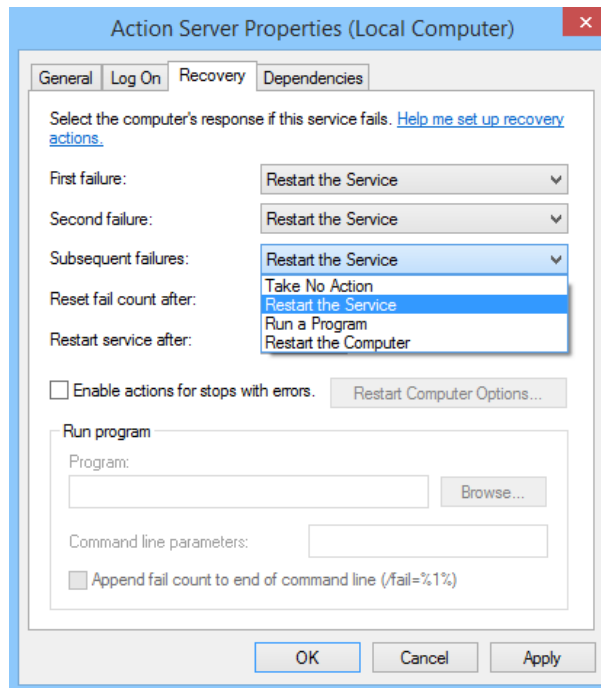 Action Server Properties (Local Computer)
General Log On Recovery Dependencies
Select the computer's response if this service fails. Help me set up recovery
actions.
First failure: Restart the Service
Second failure: Restart the Service
Subsequent failures: Restart the Service
Take No Action
Reset fail count after: Restart the Service
Run a Program
Restart service after: Restart the Computer
Enable actions for stops with errors. Restart Computer Options...
Run program
Program:
Browse...
Command line parameters:
Append fail count to end of command line (/fail=%1%)
OK Cancel Apply